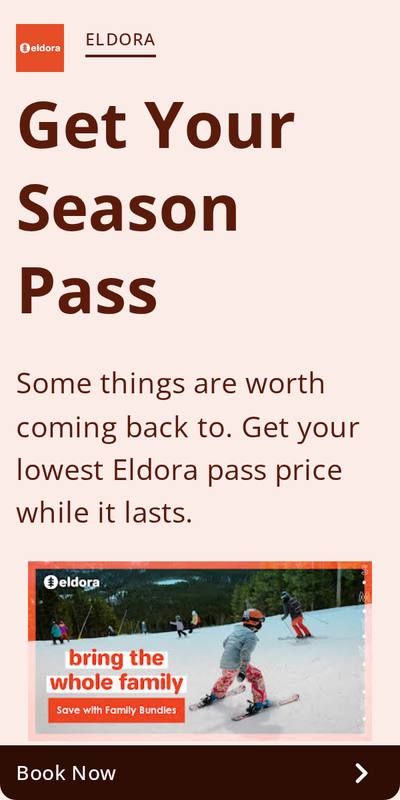 eldora
ELDORA
Get Your
Season
Pass
Some things are worth
coming back to. Get your
lowest Eldora pass price
while it lasts.
eldora
bring the
whole family
Save with Family Bundles
Book Now